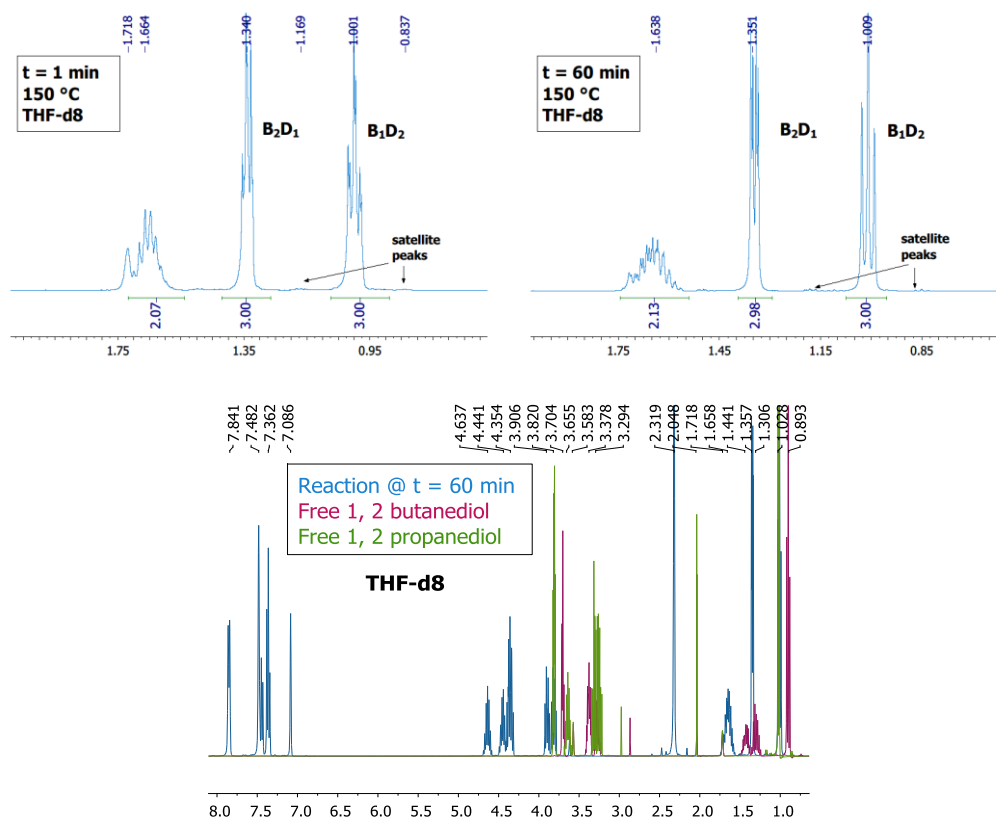 1.718
1.664
1.340
1.169
1.001
0.837
t = 1 min
150 °C
THF-d8
B₂D₁
B₁D₂
satellite
peaks
2.07
3.00
3.00
1.75
1.35
0.95
1.638
1.351
1.009
t = 60 min
150 °C
THF-d8
B₂D₁
B₁D₂
satellite
peaks
2.13
2.98
3.00
1.75
1.45
1.15
0.85
7.841
7.482
7.362
7.086
4.637
4.441
4.354
3.906
3.820
3.704
3.655
3.583
3.378
3.294
2.319
2.048
1.718
1.658
1.441
1.357
1.306
1.028
0.893
Reaction @ t = 60 min
Free 1, 2 butanediol
Free 1, 2 propanediol
THF-d8
8.0 7.5 7.0 6.5 6.0 5.5 5.0 4.5 4.0 3.5 3.0 2.5 2.0 1.5 1.0